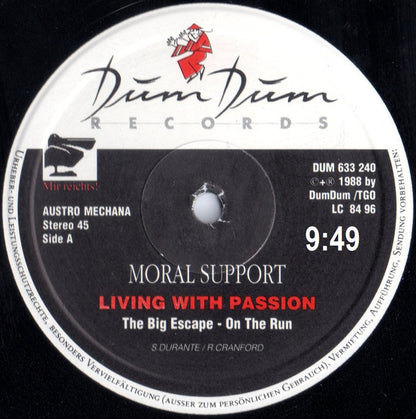 Dum Dum
RECORDS
Mir reichts!
DUM 633 240
©+℗ 1988 by
DumDum /TGO
LC 84 96
AUSTRO MECHANA
Stereo 45
Side A
9:49
MORAL SUPPORT
LIVING WITH PASSION
The Big Escape - On The Run
S.DURANTE / R.CRANFORD
URHEBER- UND LEISTUNGSSCHUTZRECHTE, BESONDERS VERVIELFÄLTIGUNG (AUSSER ZUM PERSÖNLICHEN GEBRAUCH), VERMIETUNG, AUFFÜHRUNG, SENDUNG VORBEHALTEN: